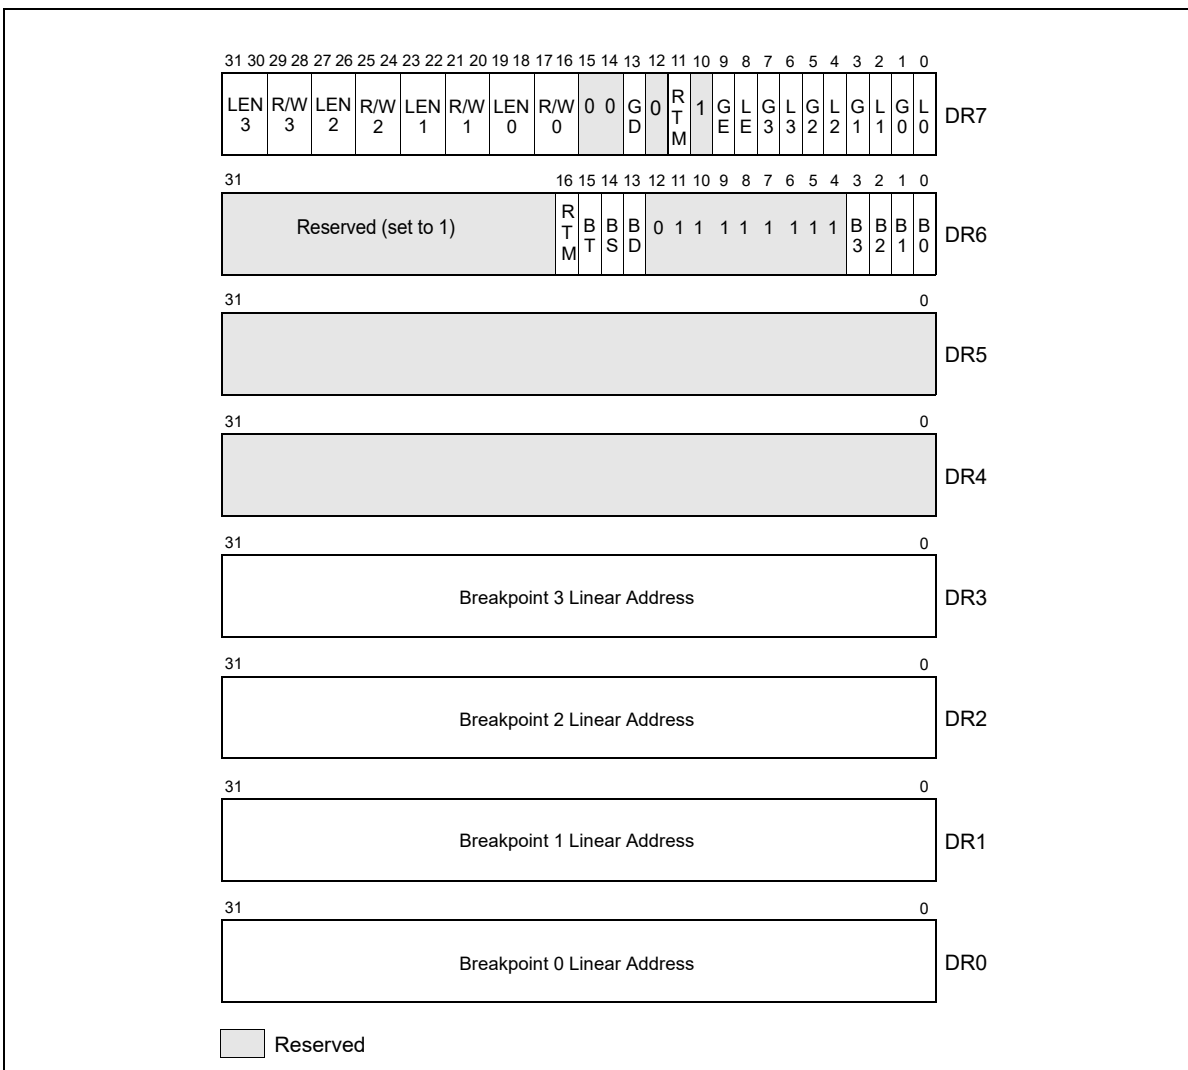 31 30 29 28 27 26 25 24 23 22 21 20 19 18 17 16 15 14 13 12 11 10 9 8 7 6 5 4 3 2 1 0
LEN 3 R/W 3 LEN 2 R/W 2 LEN 1 R/W 1 LEN 0 R/W 0 0 0 GD 0 RTM 1 GE LE G3 L3 G2 L2 G1 L1 G0 L0 DR7
31 16 15 14 13 12 11 10 9 8 7 6 5 4 3 2 1 0
Reserved (set to 1) RTM BT BS BD 0 1 1 1 1 1 1 1 1 B3 B2 B1 B0 DR6
31 0
DR5
31 0
DR4
31 0
Breakpoint 3 Linear Address DR3
31 0
Breakpoint 2 Linear Address DR2
31 0
Breakpoint 1 Linear Address DR1
31 0
Breakpoint 0 Linear Address DR0
Reserved